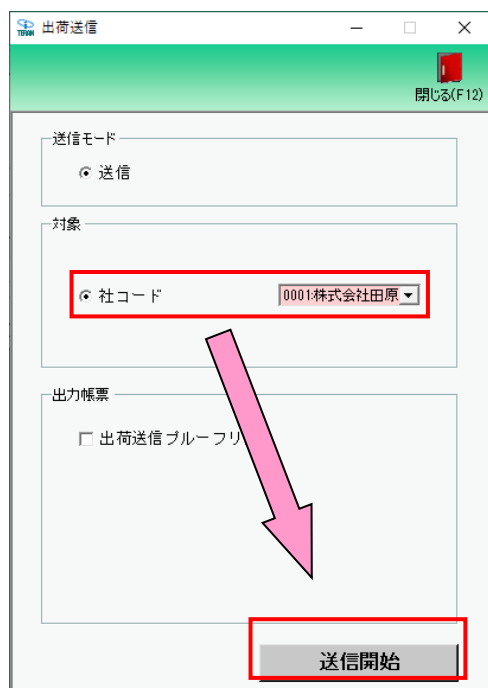 出荷送信
TERAN
閉じる(F12)
送信モード
送信
対象
社コード
0001:株式会社田原
出力帳票
出荷送信プルーフリ
送信開始